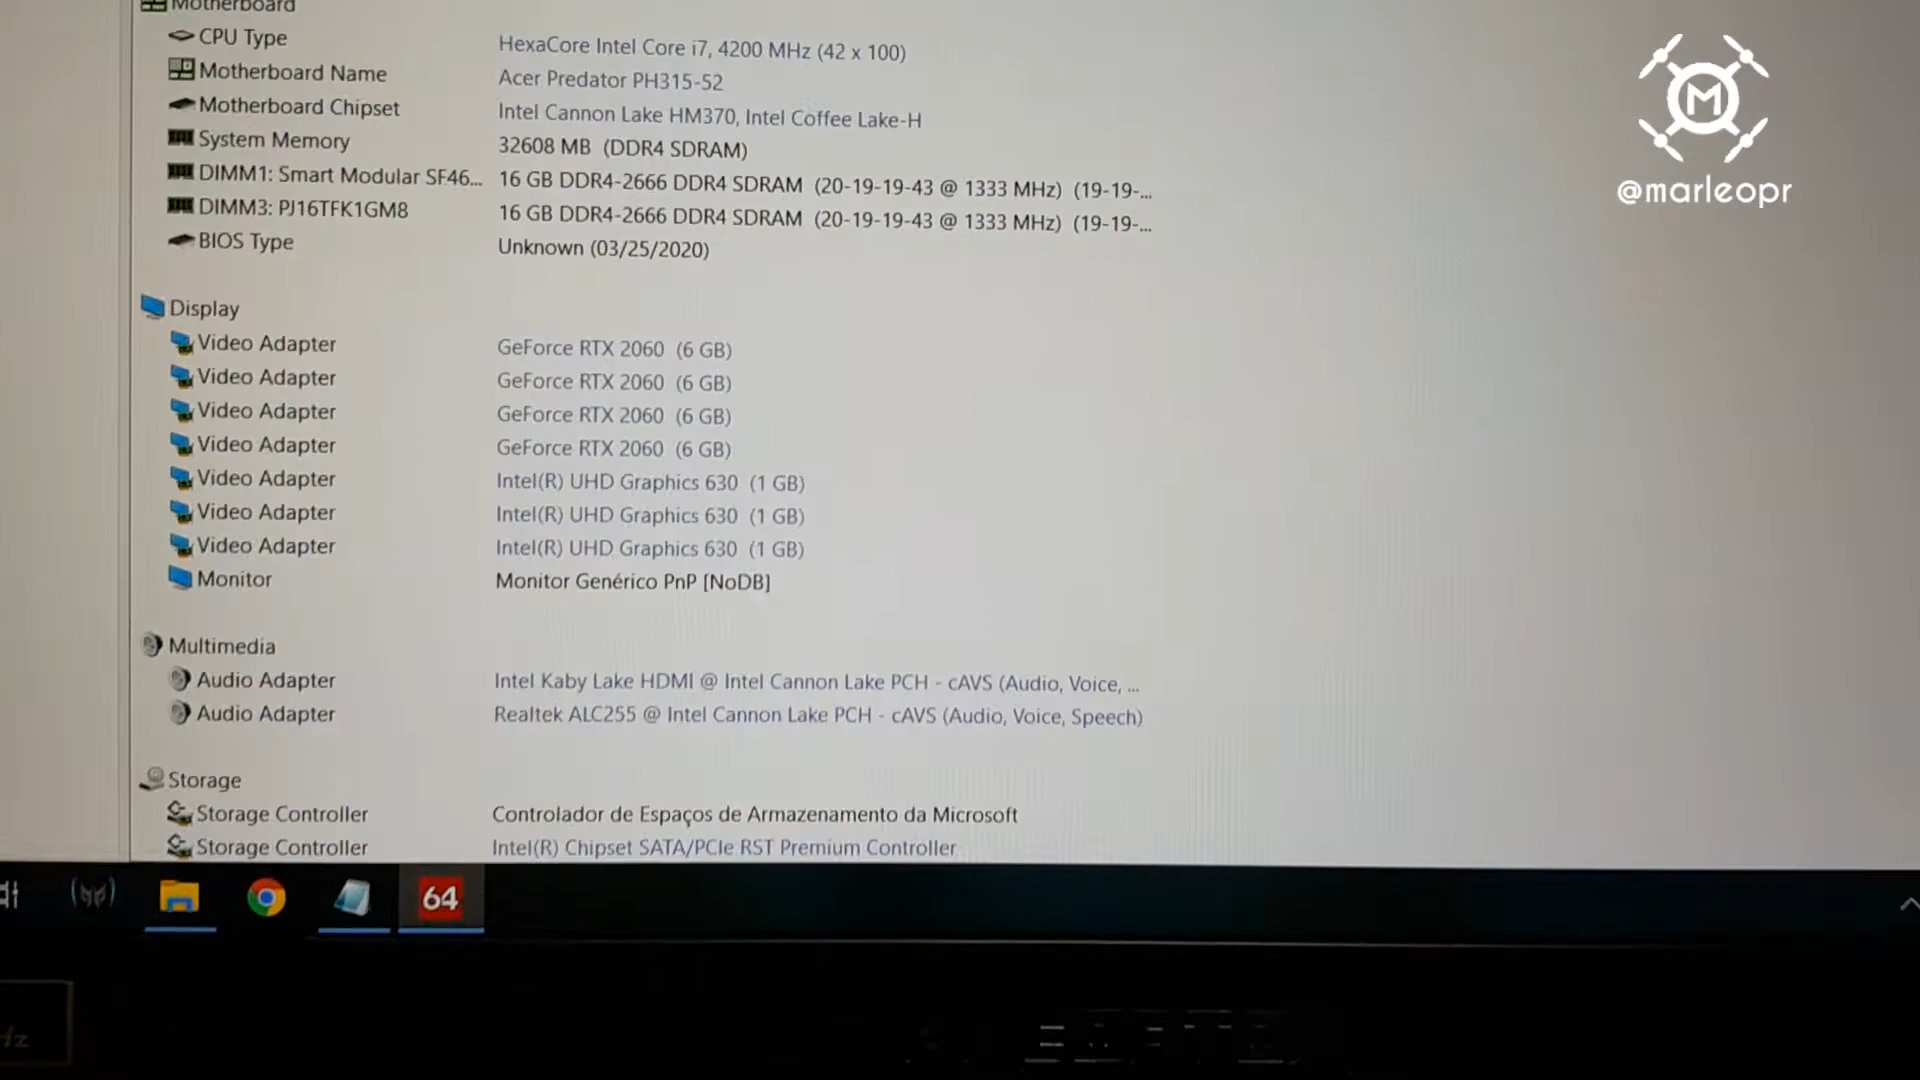 Motherboard
CPU Type HexaCore Intel Core i7, 4200 MHz (42 x 100)
Motherboard Name Acer Predator PH315-52
Motherboard Chipset Intel Cannon Lake HM370, Intel Coffee Lake-H
System Memory 32608 MB (DDR4 SDRAM)
DIMM1: Smart Modular SF46... 16 GB DDR4-2666 DDR4 SDRAM (20-19-19-43 @ 1333 MHz) (19-19-...
DIMM3: PJ16TFK1GM8 16 GB DDR4-2666 DDR4 SDRAM (20-19-19-43 @ 1333 MHz) (19-19-...
BIOS Type Unknown (03/25/2020)
Display
Video Adapter GeForce RTX 2060 (6 GB)
Video Adapter GeForce RTX 2060 (6 GB)
Video Adapter GeForce RTX 2060 (6 GB)
Video Adapter GeForce RTX 2060 (6 GB)
Video Adapter Intel(R) UHD Graphics 630 (1 GB)
Video Adapter Intel(R) UHD Graphics 630 (1 GB)
Video Adapter Intel(R) UHD Graphics 630 (1 GB)
Monitor Monitor Genérico PnP [NoDB]
Multimedia
Audio Adapter Intel Kaby Lake HDMI @ Intel Cannon Lake PCH - cAVS (Audio, Voice, ...
Audio Adapter Realtek ALC255 @ Intel Cannon Lake PCH - cAVS (Audio, Voice, Speech)
Storage
Storage Controller Controlador de Espaços de Armazenamento da Microsoft
Storage Controller Intel(R) Chipset SATA/PCIe RST Premium Controller
64
Hz
M
@marleopr